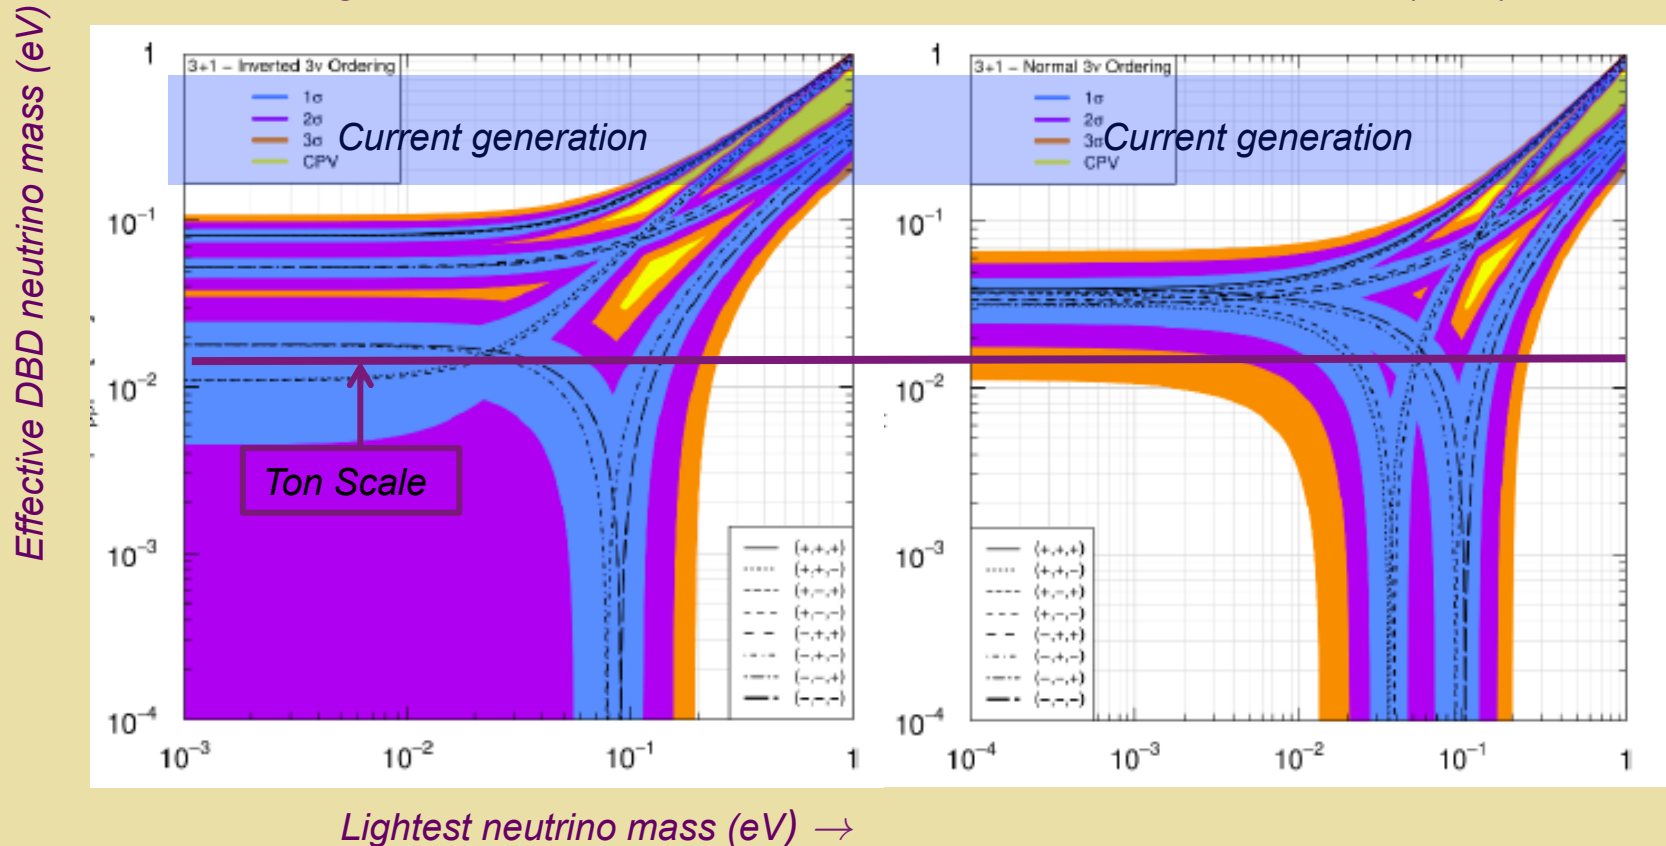 Effective DBD neutrino mass (eV)
1
10⁻¹
10⁻²
10⁻³
10⁻⁴
3+1 – Inverted 3ν Ordering
1σ
2σ
3σ
CPV
Current generation
Ton Scale
(+,+,+)
(+,+,−)
(+,−,+)
(+,−,−)
(−,+,+)
(−,+,−)
(−,−,+)
(−,−,−)
10⁻³
10⁻²
10⁻¹
1
1
10⁻¹
10⁻²
10⁻³
10⁻⁴
3+1 – Normal 3ν Ordering
1σ
2σ
3σ
CPV
Current generation
(+,+,+)
(+,+,−)
(+,−,+)
(+,−,−)
(−,+,+)
(−,+,−)
(−,−,+)
(−,−,−)
10⁻⁴
10⁻³
10⁻²
10⁻¹
1
Lightest neutrino mass (eV) →